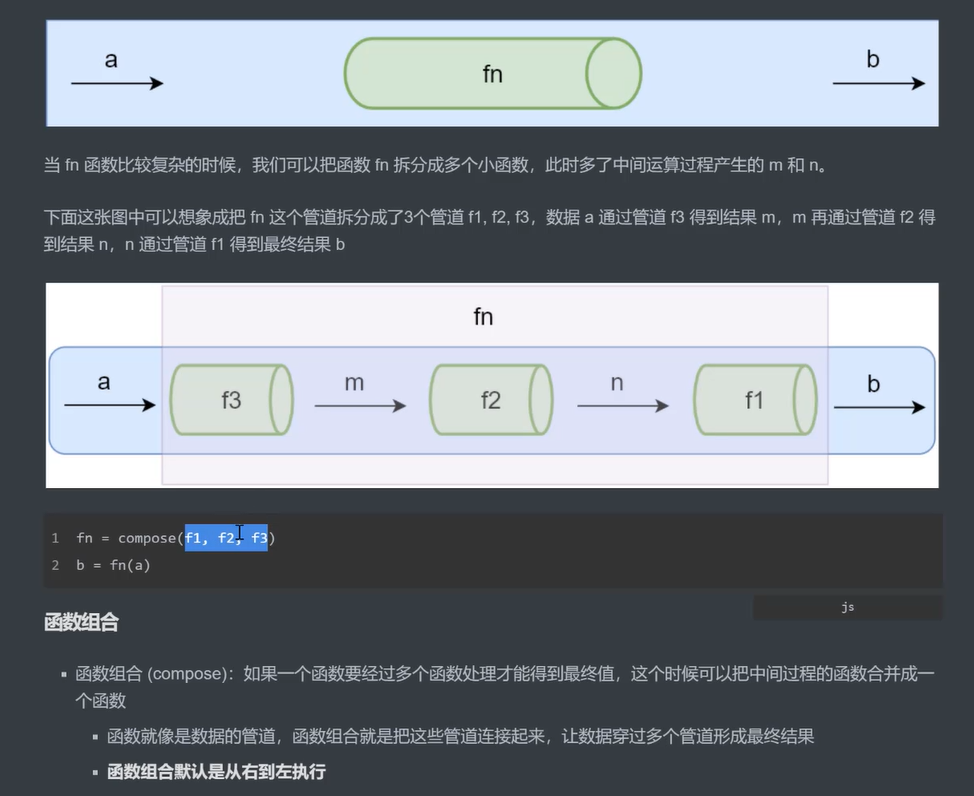 a fn b
当 fn 函数比较复杂的时候，我们可以把函数 fn 拆分成多个小函数，此时多了中间运算过程产生的 m 和 n。
下面这张图中可以想象成把 fn 这个管道拆分成了3个管道 f1, f2, f3，数据 a 通过管道 f3 得到结果 m，m 再通过管道 f2 得
到结果 n，n 通过管道 f1 得到最终结果 b
fn
a f3 m f2 n f1 b
1 fn = compose(f1, f2, f3)
2 b = fn(a)
js
函数组合
▪ 函数组合 (compose)：如果一个函数要经过多个函数处理才能得到最终值，这个时候可以把中间过程的函数合并成一
个函数
▪ 函数就像是数据的管道，函数组合就是把这些管道连接起来，让数据穿过多个管道形成最终结果
▪ 函数组合默认是从右到左执行